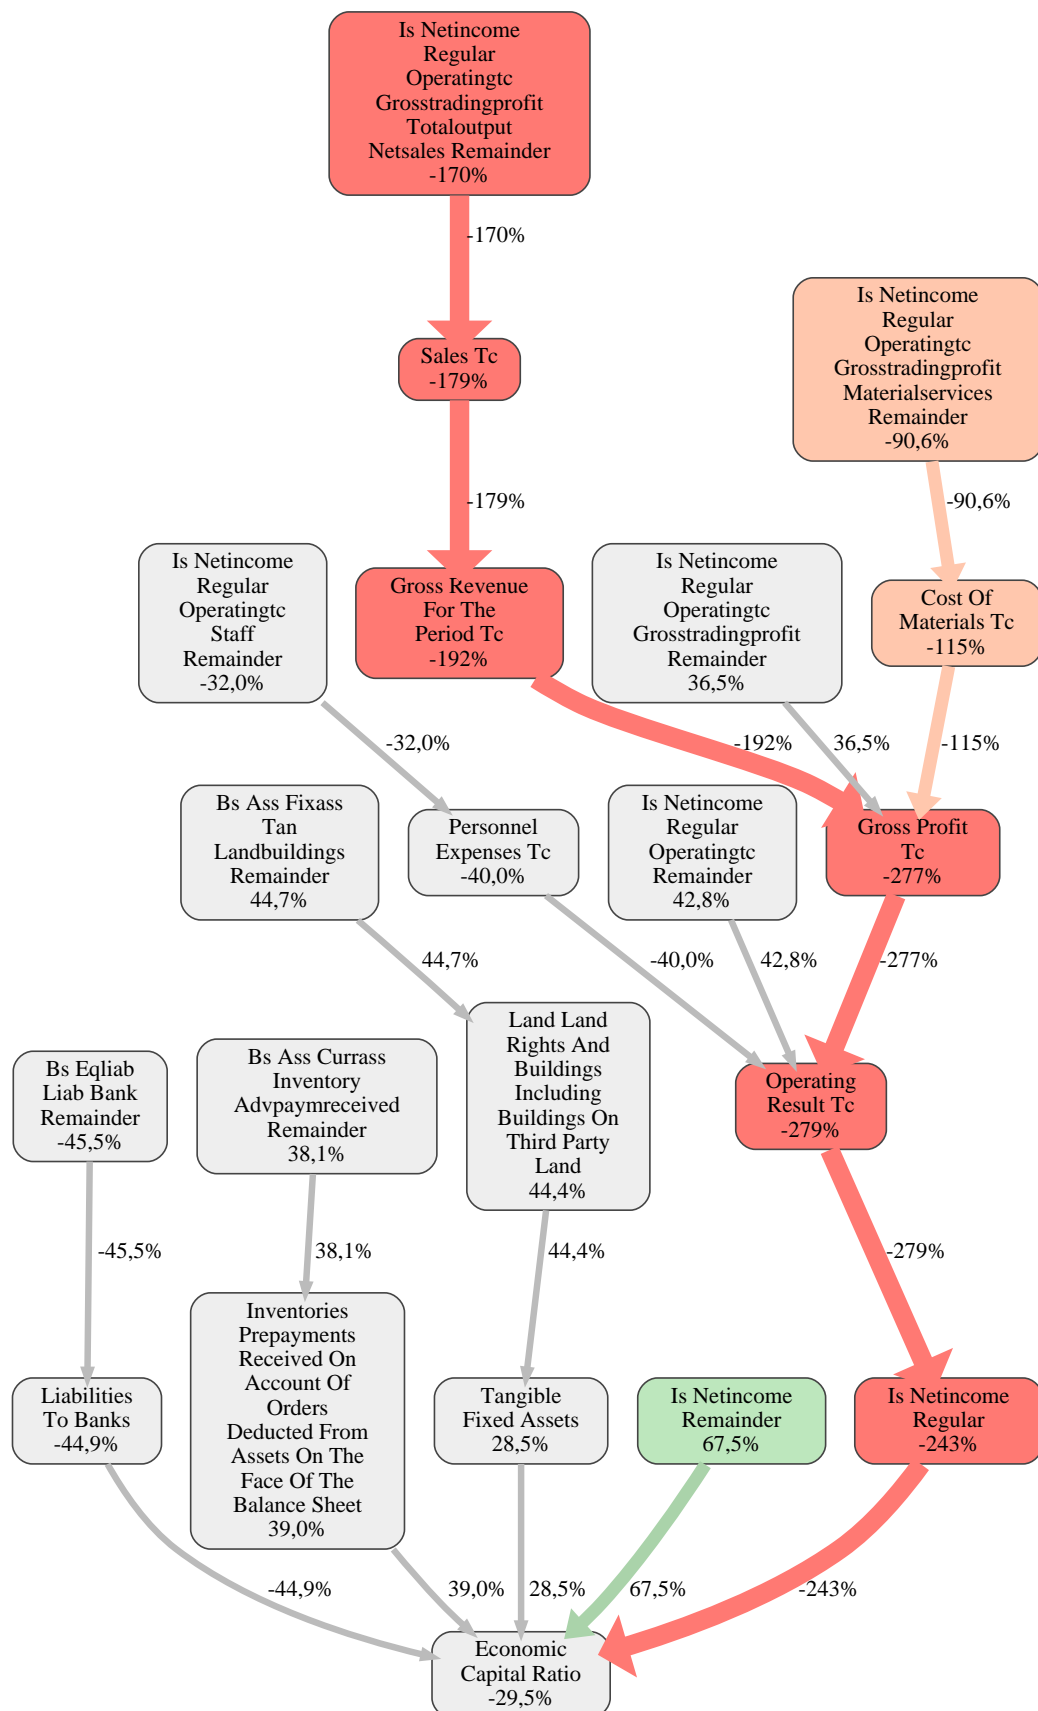 Is Netincome
Regular
Operatingtc
Grosstradingprofit
Totaloutput
Netsales Remainder
-170%
-170%
Sales Tc
-179%
Is Netincome
Regular
Operatingtc
Grosstradingprofit
Materialservices
Remainder
-90,6%
-179%
-90,6%
Is Netincome
Regular
Operatingtc
Staff
Remainder
-32,0%
Gross Revenue
For The
Period Tc
-192%
Is Netincome
Regular
Operatingtc
Grosstradingprofit
Remainder
36,5%
Cost Of
Materials Tc
-115%
-32,0%
-192%
36,5%
-115%
Bs Ass Fixass
Tan
Landbuildings
Remainder
44,7%
Personnel
Expenses Tc
-40,0%
Is Netincome
Regular
Operatingtc
Remainder
42,8%
Gross Profit
Tc
-277%
44,7%
-40,0%
42,8%
-277%
Bs Eqliab
Liab Bank
Remainder
-45,5%
Bs Ass Currass
Inventory
Advpaymreceived
Remainder
38,1%
Land Land
Rights And
Buildings
Including
Buildings On
Third Party
Land
44,4%
Operating
Result Tc
-279%
-45,5%
38,1%
44,4%
-279%
Liabilities
To Banks
-44,9%
Inventories
Prepayments
Received On
Account Of
Orders
Deducted From
Assets On The
Face Of The
Balance Sheet
39,0%
Tangible
Fixed Assets
28,5%
Is Netincome
Remainder
67,5%
Is Netincome
Regular
-243%
-44,9%
39,0%
28,5%
67,5%
-243%
Economic
Capital Ratio
-29,5%